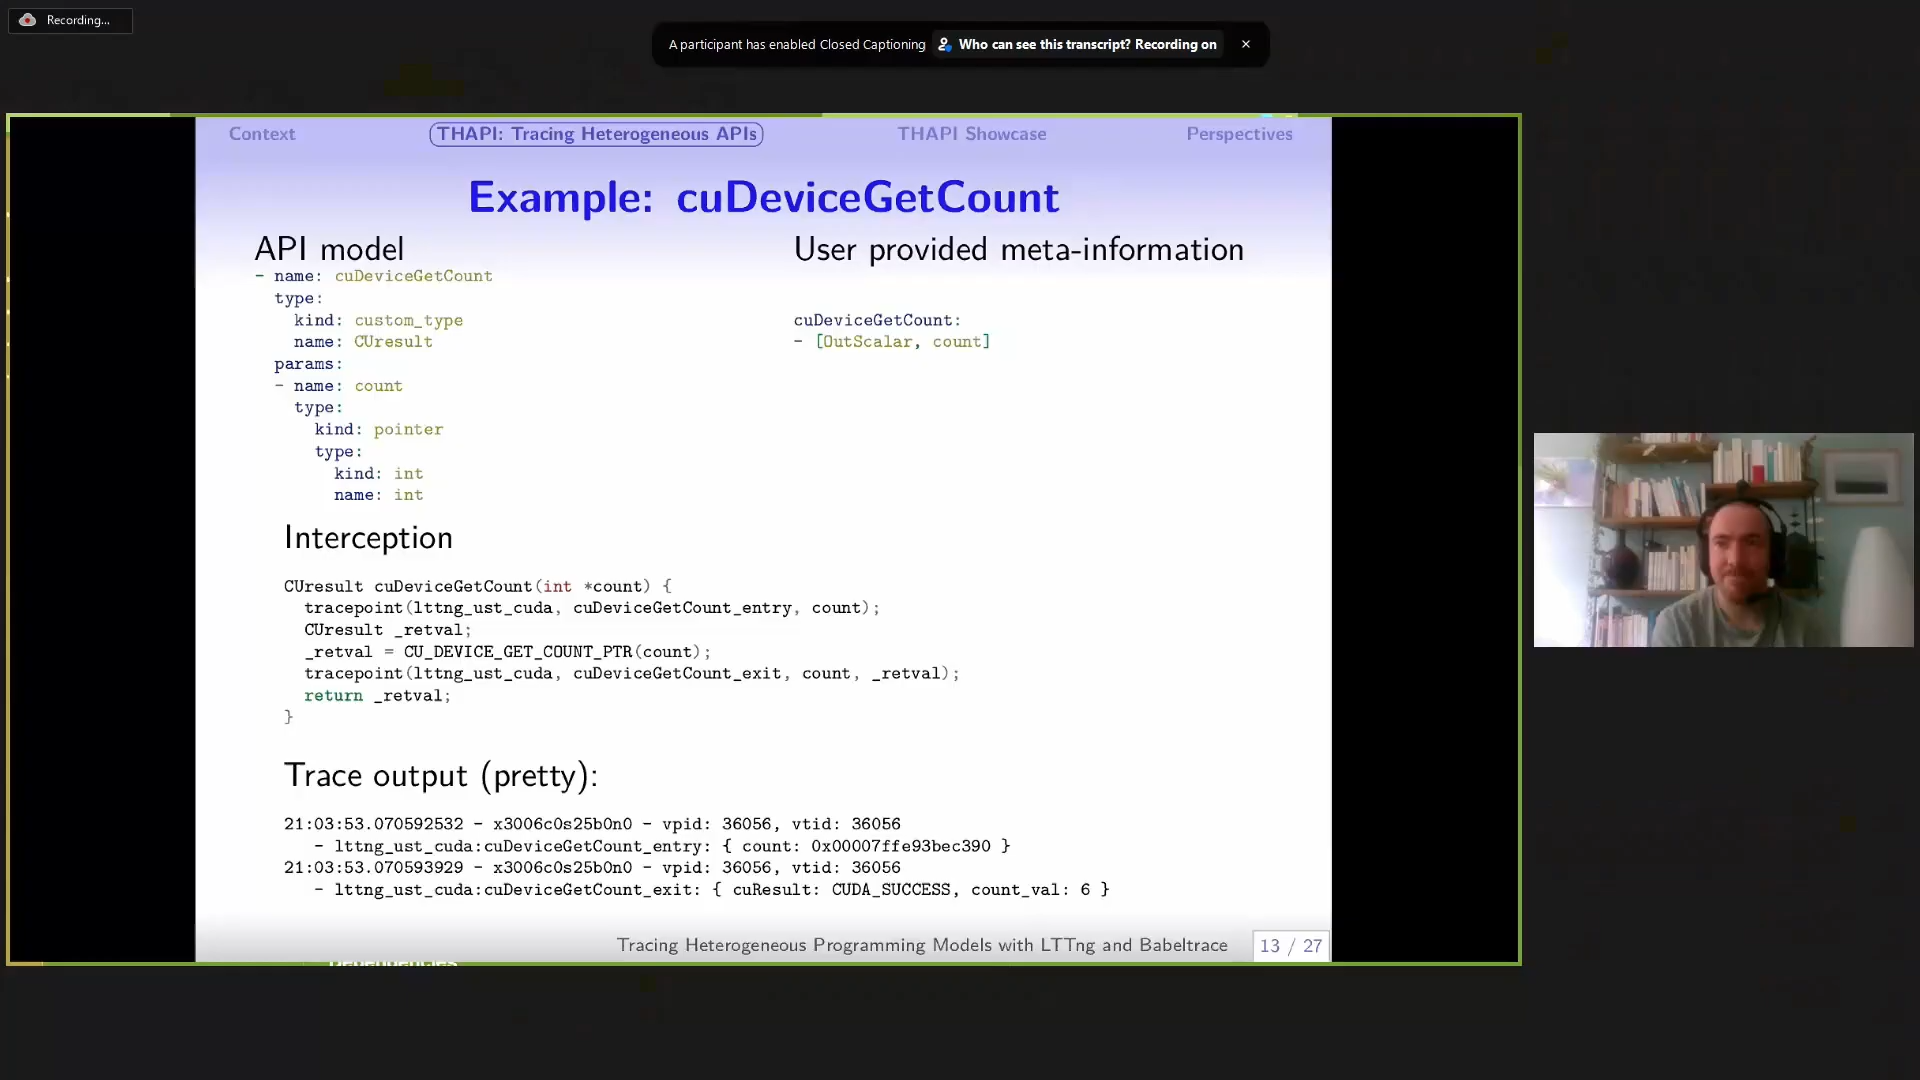 Recording...
A participant has enabled Closed Captioning Who can see this transcript? Recording on
Context THAPI: Tracing Heterogeneous APIs THAPI Showcase Perspectives
Example: cuDeviceGetCount
API model
- name: cuDeviceGetCount
type:
kind: custom_type
name: CUresult
params:
- name: count
type:
kind: pointer
type:
kind: int
name: int
User provided meta-information
cuDeviceGetCount:
- [OutScalar, count]
Interception
CUresult cuDeviceGetCount(int *count) {
tracepoint(lttng_ust_cuda, cuDeviceGetCount_entry, count);
CUresult _retval;
_retval = CU_DEVICE_GET_COUNT_PTR(count);
tracepoint(lttng_ust_cuda, cuDeviceGetCount_exit, count, _retval);
return _retval;
}
Trace output (pretty):
21:03:53.070592532 - x3006c0s25b0n0 - vpid: 36056, vtid: 36056
- lttng_ust_cuda:cuDeviceGetCount_entry: { count: 0x00007ffe93bec390 }
21:03:53.070593929 - x3006c0s25b0n0 - vpid: 36056, vtid: 36056
- lttng_ust_cuda:cuDeviceGetCount_exit: { cuResult: CUDA_SUCCESS, count_val: 6 }
Tracing Heterogeneous Programming Models with LTTng and Babeltrace 13 / 27
Dependencies